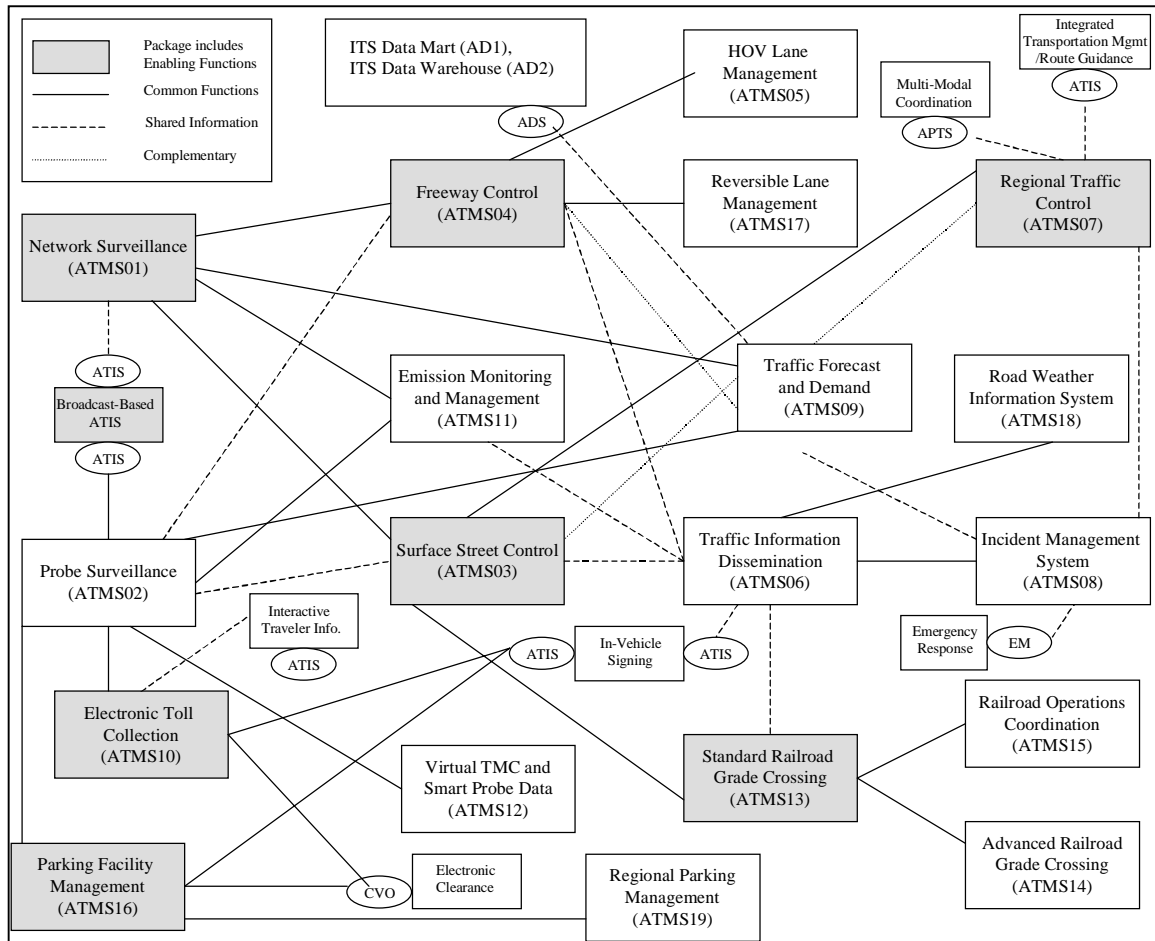 Package includes
Enabling Functions
Common Functions
Shared Information
Complementary
ITS Data Mart (AD1),
ITS Data Warehouse (AD2)
ADS
HOV Lane
Management
(ATMS05)
Multi-Modal
Coordination
APTS
Integrated
Transportation Mgmt
/Route Guidance
ATIS
Freeway Control
(ATMS04)
Reversible Lane
Management
(ATMS17)
Regional Traffic
Control
(ATMS07)
Network Surveillance
(ATMS01)
ATIS
Broadcast-Based
ATIS
ATIS
Emission Monitoring
and Management
(ATMS11)
Traffic Forecast
and Demand
(ATMS09)
Road Weather
Information System
(ATMS18)
Probe Surveillance
(ATMS02)
Surface Street Control
(ATMS03)
Traffic Information
Dissemination
(ATMS06)
Incident Management
System
(ATMS08)
Interactive
Traveler Info.
ATIS
ATIS
In-Vehicle
Signing
ATIS
Emergency
Response
EM
Electronic Toll
Collection
(ATMS10)
Virtual TMC and
Smart Probe Data
(ATMS12)
Standard Railroad
Grade Crossing
(ATMS13)
Railroad Operations
Coordination
(ATMS15)
Parking Facility
Management
(ATMS16)
CVO
Electronic
Clearance
Regional Parking
Management
(ATMS19)
Advanced Railroad
Grade Crossing
(ATMS14)